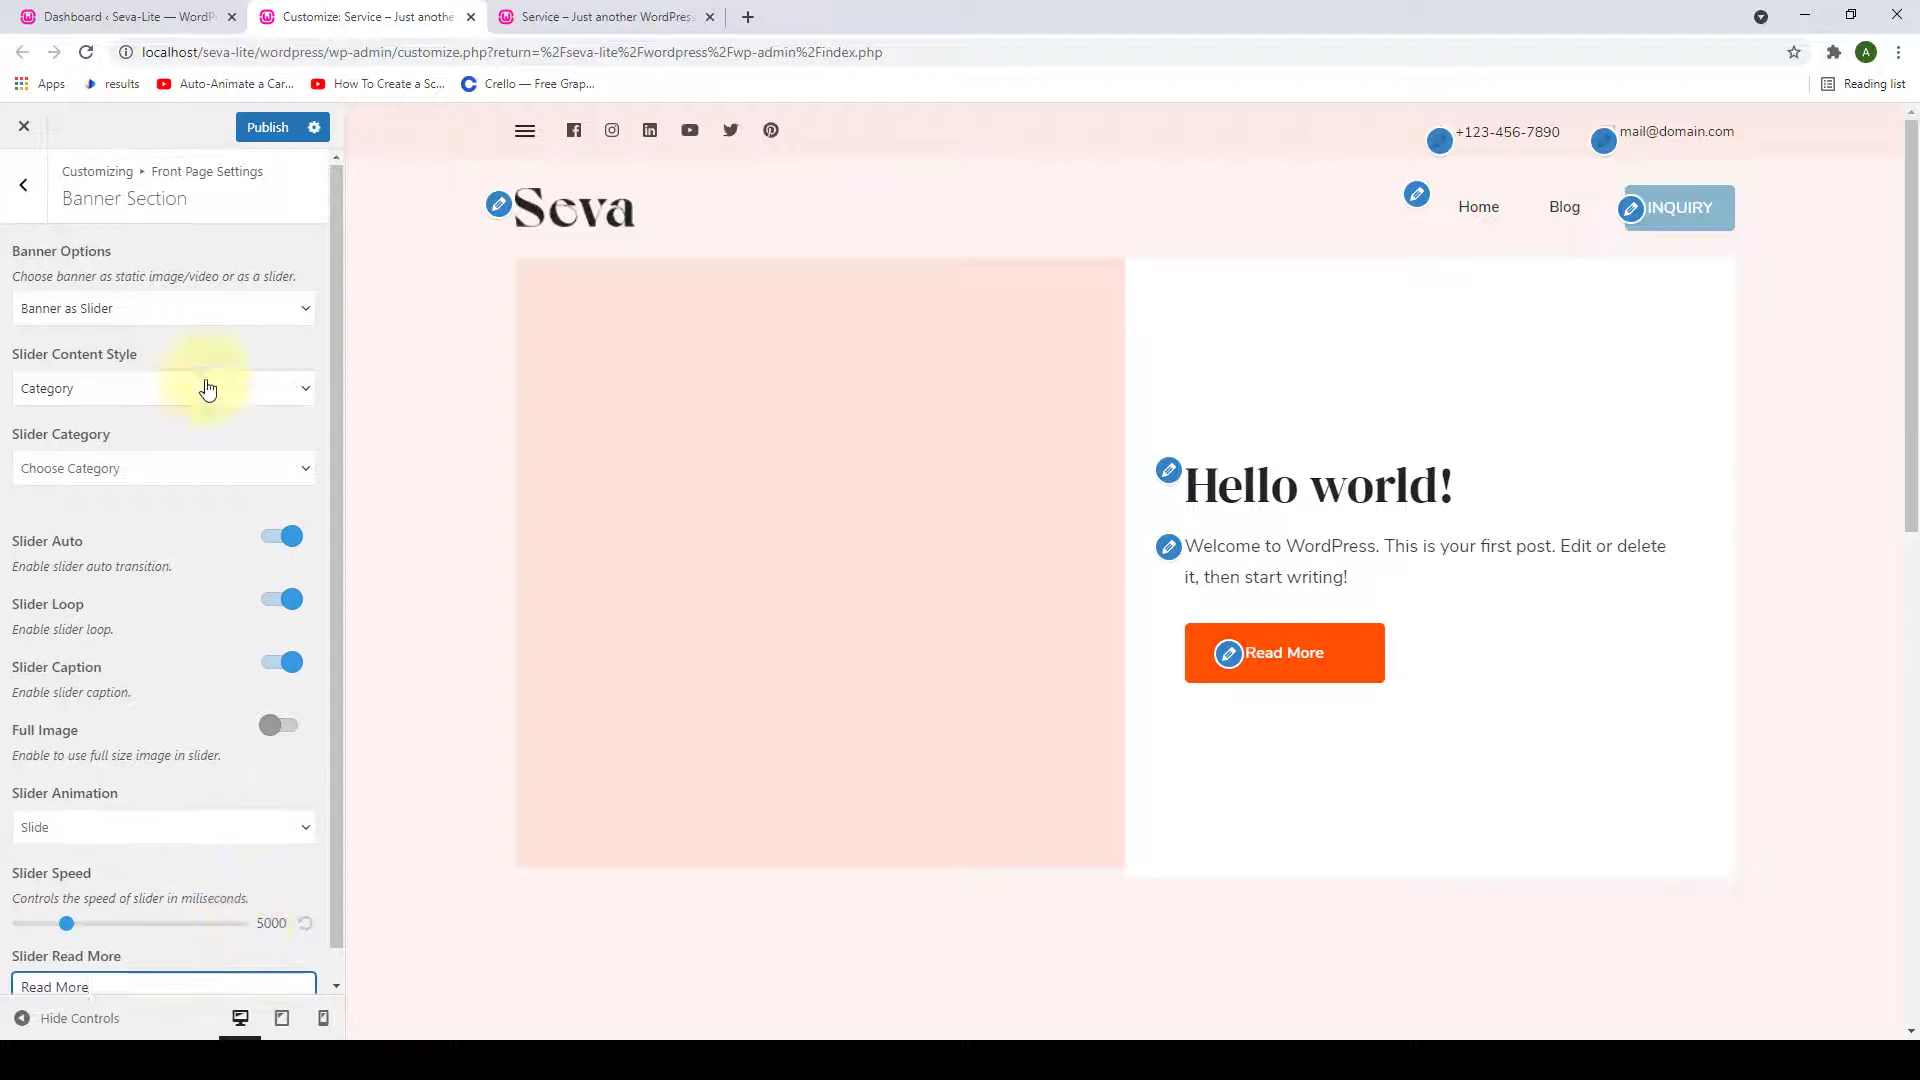 Dashboard ‹ Seva-Lite — WordP
Customize: Service – Just anothe
Service – Just another WordPress
localhost/seva-lite/wordpress/wp-admin/customize.php?return=%2Fseva-lite%2Fwordpress%2Fwp-admin%2Findex.php
A
Apps
results
Auto-Animate a Car...
How To Create a Sc...
Crello — Free Grap...
Reading list
Publish
Customizing ▸ Front Page Settings
Banner Section
Banner Options
Choose banner as static image/video or as a slider.
Banner as Slider
Slider Content Style
Category
Slider Category
Choose Category
Slider Auto
Enable slider auto transition.
Slider Loop
Enable slider loop.
Slider Caption
Enable slider caption.
Full Image
Enable to use full size image in slider.
Slider Animation
Slide
Slider Speed
Controls the speed of slider in miliseconds.
5000
Slider Read More
Read More
Hide Controls
+123-456-7890
mail@domain.com
Seva
Home
Blog
INQUIRY
Hello world!
Welcome to WordPress. This is your first post. Edit or delete
it, then start writing!
Read More